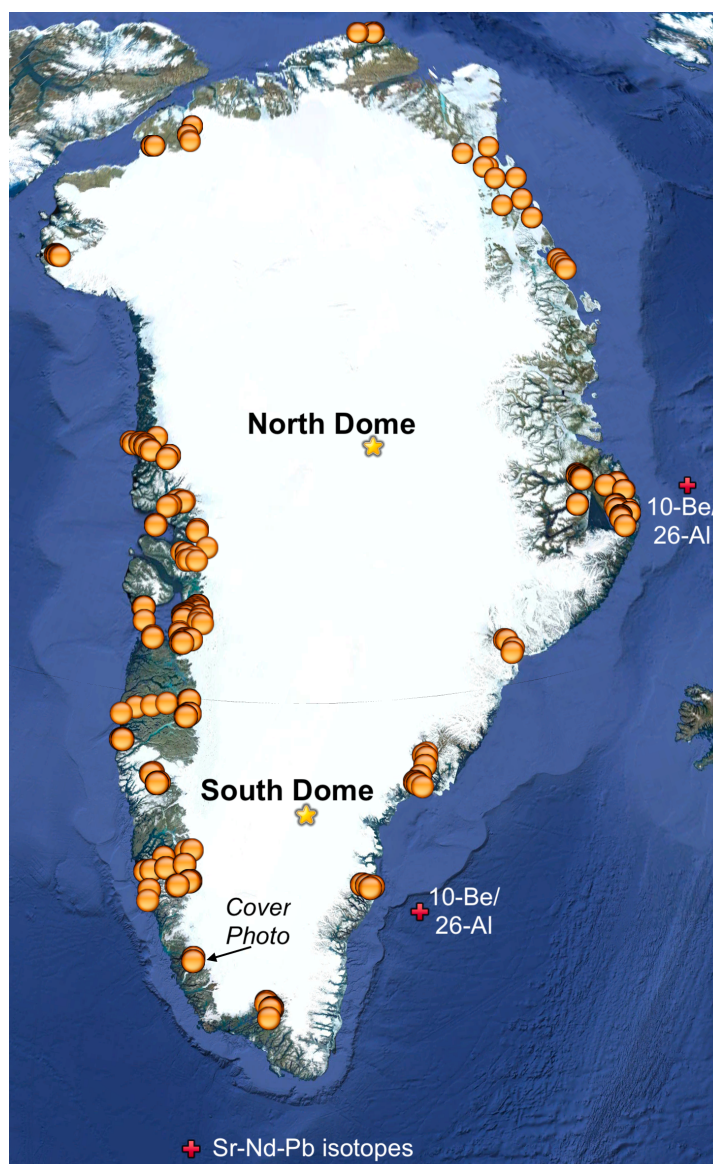 North Dome
10-Be/
26-Al
South Dome
Cover
Photo
10-Be/
26-Al
Sr-Nd-Pb isotopes